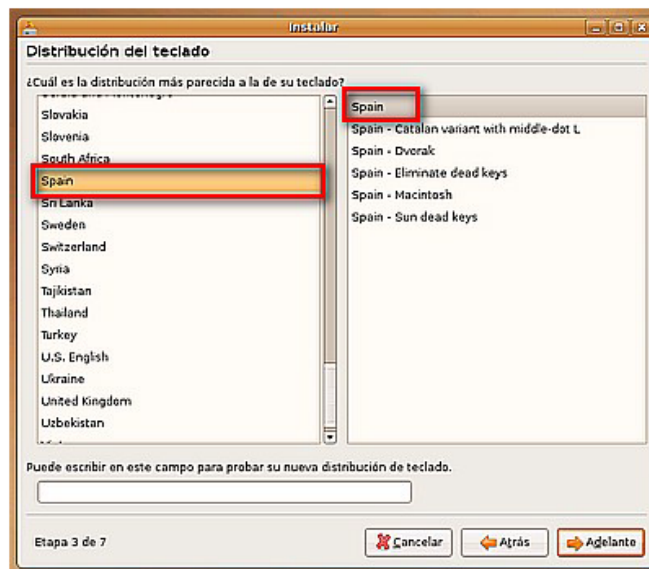 Instalar
Distribución del teclado
¿Cuál es la distribución más parecida a la de su teclado?
Slovakia
Slovenia
South Africa
Spain
Sri Lanka
Sweden
Switzerland
Syria
Tajikistan
Thailand
Turkey
U.S. English
Ukraine
United Kingdom
Uzbekistan
Spain
Spain - Catalan variant with middle-dot L
Spain - Dvorak
Spain - Eliminate dead keys
Spain - Macintosh
Spain - Sun dead keys
Puede escribir en este campo para probar su nueva distribución de teclado.
Etapa 3 de 7
Cancelar
Atrás
Adelante